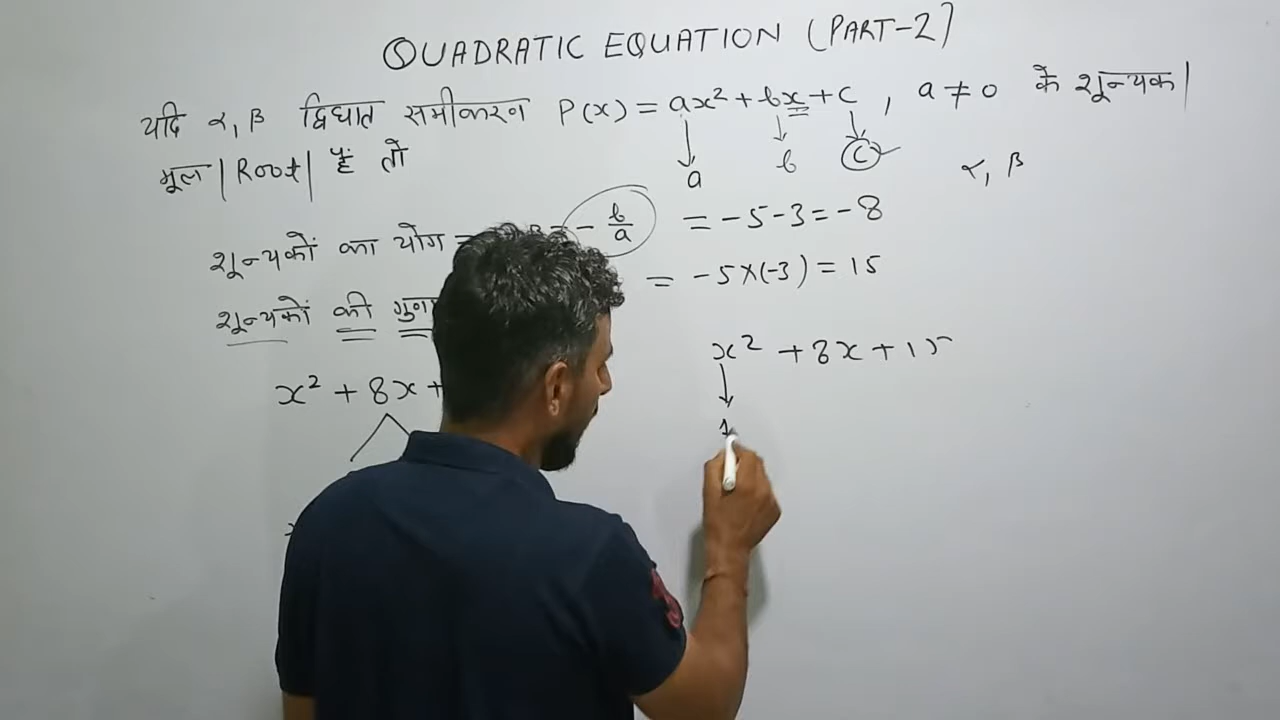 QUADRATIC EQUATION (PART-2)
यदि α, β द्विघात समीकरण P(x) = ax² + bx + c , a ≠ 0 के शून्यक|
मूल |Root| हैं तो
a b c
α, β
शून्यकों का योग = - b/a = -5-3 = -8
शून्यकों की = -5×(-3) = 15
x² + 8x + 15
x² + 8x +
1